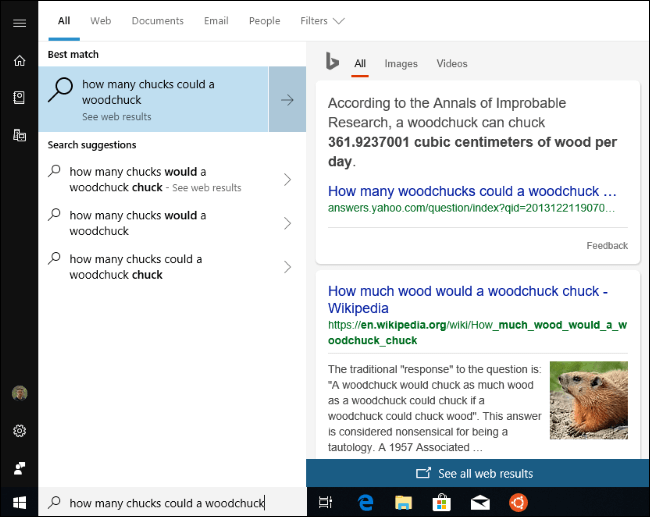 All Web Documents Email People Filters
Best match
how many chucks could a
woodchuck
See web results
Search suggestions
how many chucks would a
woodchuck chuck - See web results
how many chucks would a
woodchuck
how many chucks could a
woodchuck chuck
how many chucks could a woodchuck
All Images Videos
According to the Annals of Improbable
Research, a woodchuck can chuck
361.9237001 cubic centimeters of wood per
day.
How many woodchucks could a woodchuck ...
answers.yahoo.com/question/index?qid=2013122119070...
Feedback
How much wood would a woodchuck chuck -
Wikipedia
https://en.wikipedia.org/wiki/How_much_wood_would_a_w
oodchuck_chuck
The traditional "response" to the question is:
"A woodchuck would chuck as much wood
as a woodchuck could chuck if a
woodchuck could chuck wood". This answer
is considered nonsensical for being a
tautology. A 1957 Associated ...
See all web results